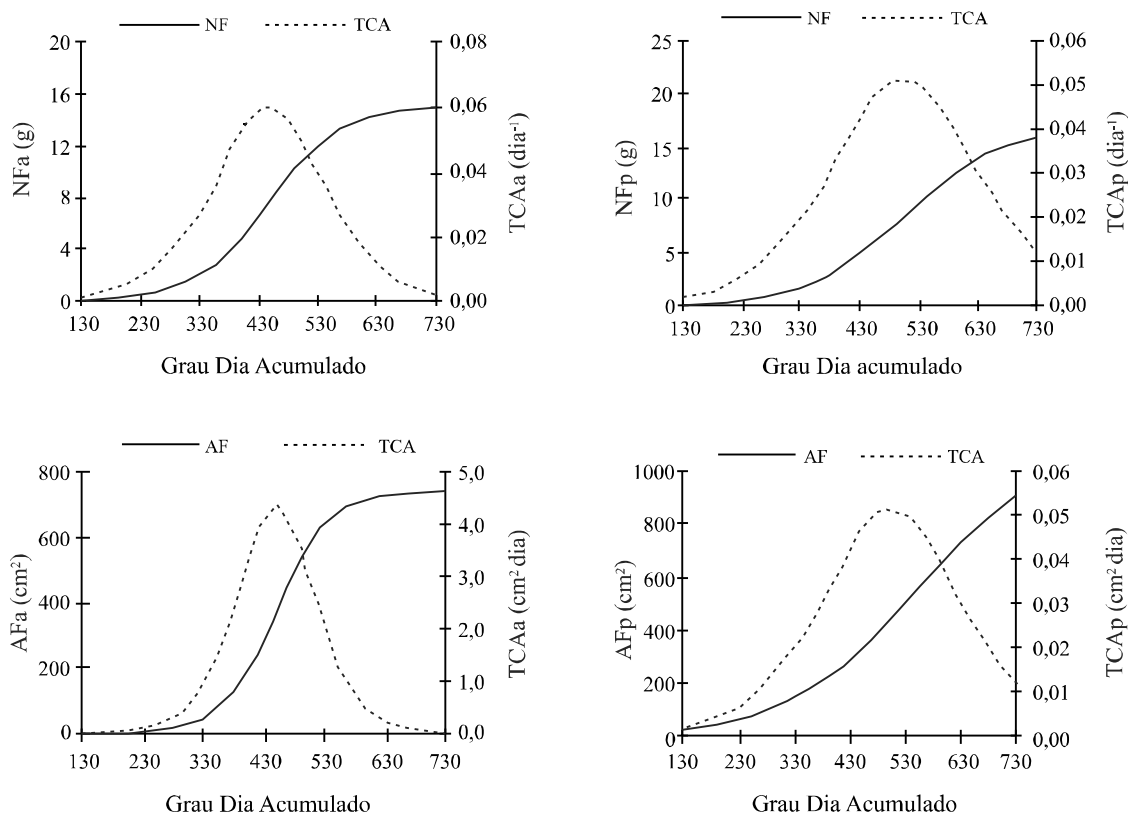 NF TCA
20 16 12 8 4 0
NFa (g)
0,08 0,06 0,04 0,02 0,00
TCAa (dia⁻¹)
130 230 330 430 530 630 730
Grau Dia Acumulado
NF TCA
25 20 15 10 5 0
NFp (g)
0,06 0,05 0,04 0,03 0,02 0,01 0,00
TCAp (dia⁻¹)
130 230 330 430 530 630 730
Grau Dia acumulado
AF TCA
800 600 400 200 0
AFa (cm²)
5,0 4,0 3,0 2,0 1,0 0,0
TCAa (cm² dia)
130 230 330 430 530 630 730
Grau Dia Acumulado
AF TCA
1000 800 600 400 200 0
AFp (cm²)
0,06 0,05 0,04 0,03 0,02 0,01 0,00
TCAp (cm² dia)
130 230 330 430 530 630 730
Grau Dia Acumulado